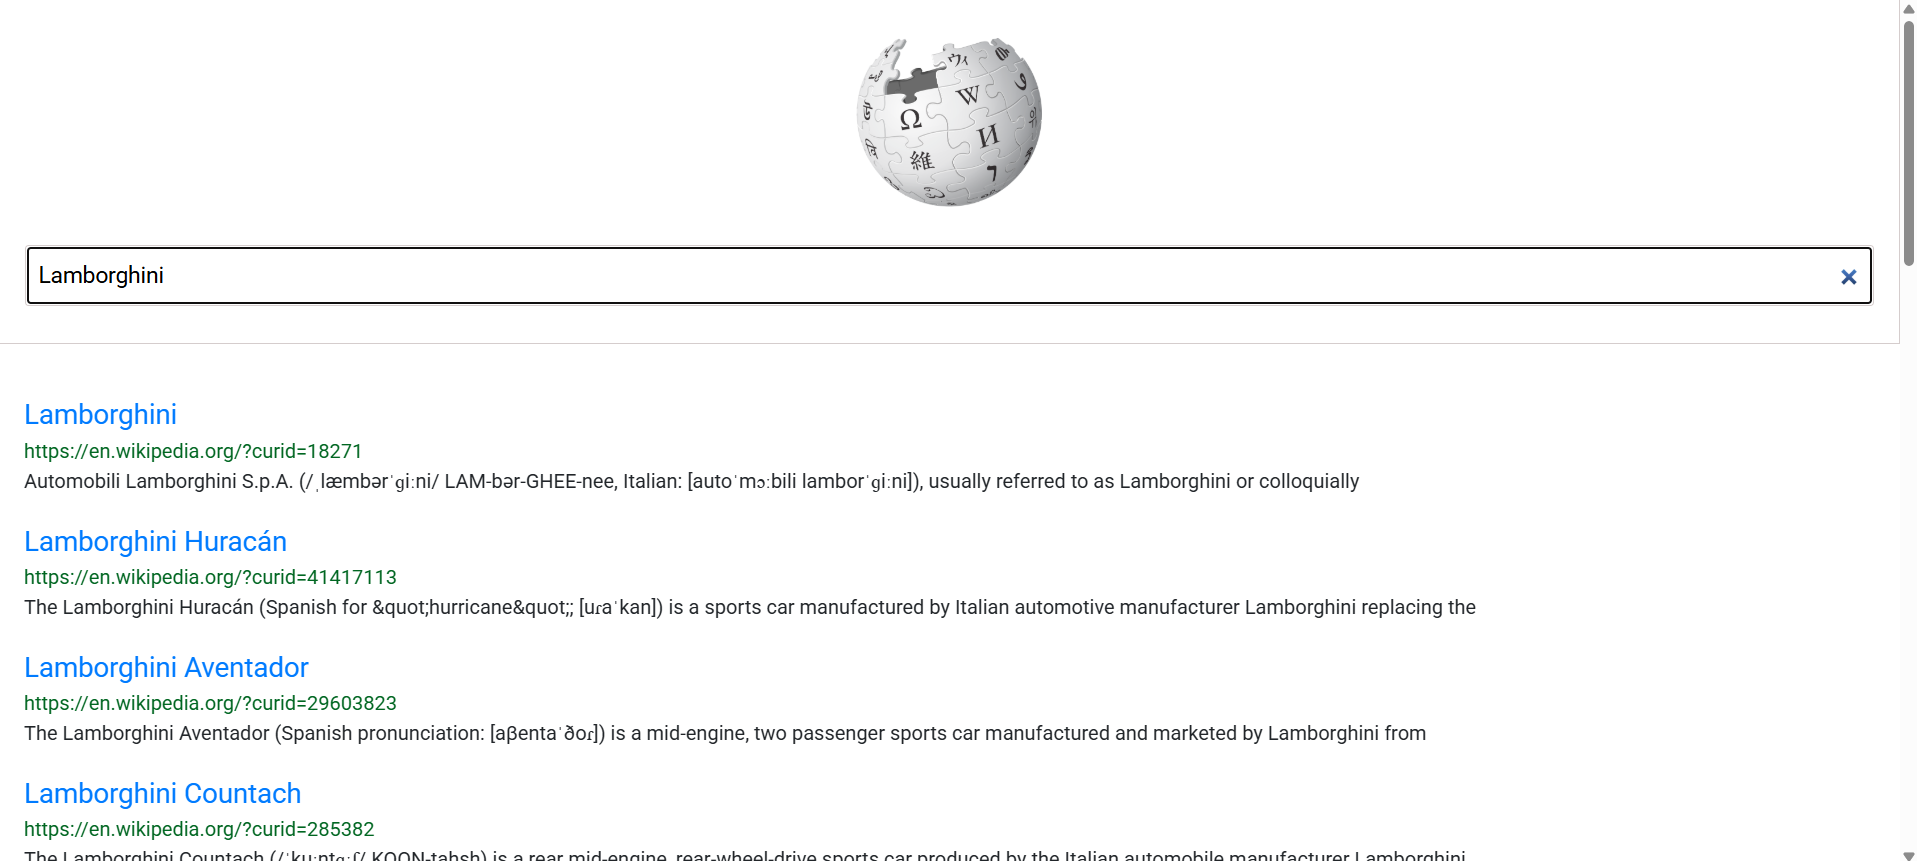 Ω W И 維 ウィ 위 ר
Lamborghini
Lamborghini
https://en.wikipedia.org/?curid=18271
Automobili Lamborghini S.p.A. (/ˌlæmbərˈɡiːni/ LAM-bər-GHEE-nee, Italian: [autoˈmɔːbili lamborˈɡiːni]), usually referred to as Lamborghini or colloquially
Lamborghini Huracán
https://en.wikipedia.org/?curid=41417113
The Lamborghini Huracán (Spanish for &quot;hurricane&quot;; [uɾaˈkan]) is a sports car manufactured by Italian automotive manufacturer Lamborghini replacing the
Lamborghini Aventador
https://en.wikipedia.org/?curid=29603823
The Lamborghini Aventador (Spanish pronunciation: [aβentaˈðoɾ]) is a mid-engine, two passenger sports car manufactured and marketed by Lamborghini from
Lamborghini Countach
https://en.wikipedia.org/?curid=285382
The Lamborghini Countach (/ˈkuːntɑːʃ/ KOON-tahsh) is a rear mid-engine, rear-wheel-drive sports car produced by the Italian automobile manufacturer Lamborghini